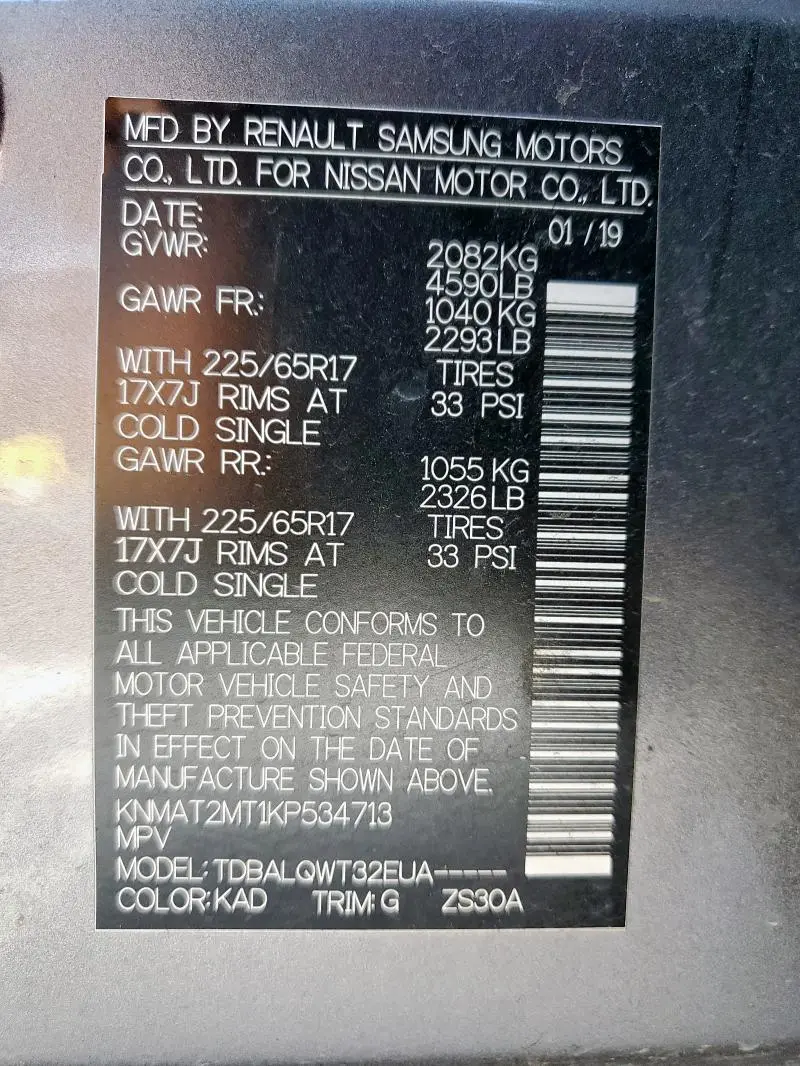 MFD BY RENAULT SAMSUNG MOTORS
CO., LTD. FOR NISSAN MOTOR CO., LTD.
DATE: 01 / 19
GVWR: 2082KG
4590LB
GAWR FR.: 1040 KG
2293LB
WITH 225/65R17 TIRES
17X7J RIMS AT 33 PSI
COLD SINGLE
GAWR RR.: 1055 KG
2326LB
WITH 225/65R17 TIRES
17X7J RIMS AT 33 PSI
COLD SINGLE
THIS VEHICLE CONFORMS TO
ALL APPLICABLE FEDERAL
MOTOR VEHICLE SAFETY AND
THEFT PREVENTION STANDARDS
IN EFFECT ON THE DATE OF
MANUFACTURE SHOWN ABOVE.
KNMAT2MT1KP534713
MPV
MODEL: TDBALQWT32EUA-----
COLOR:KAD TRIM: G ZS30A